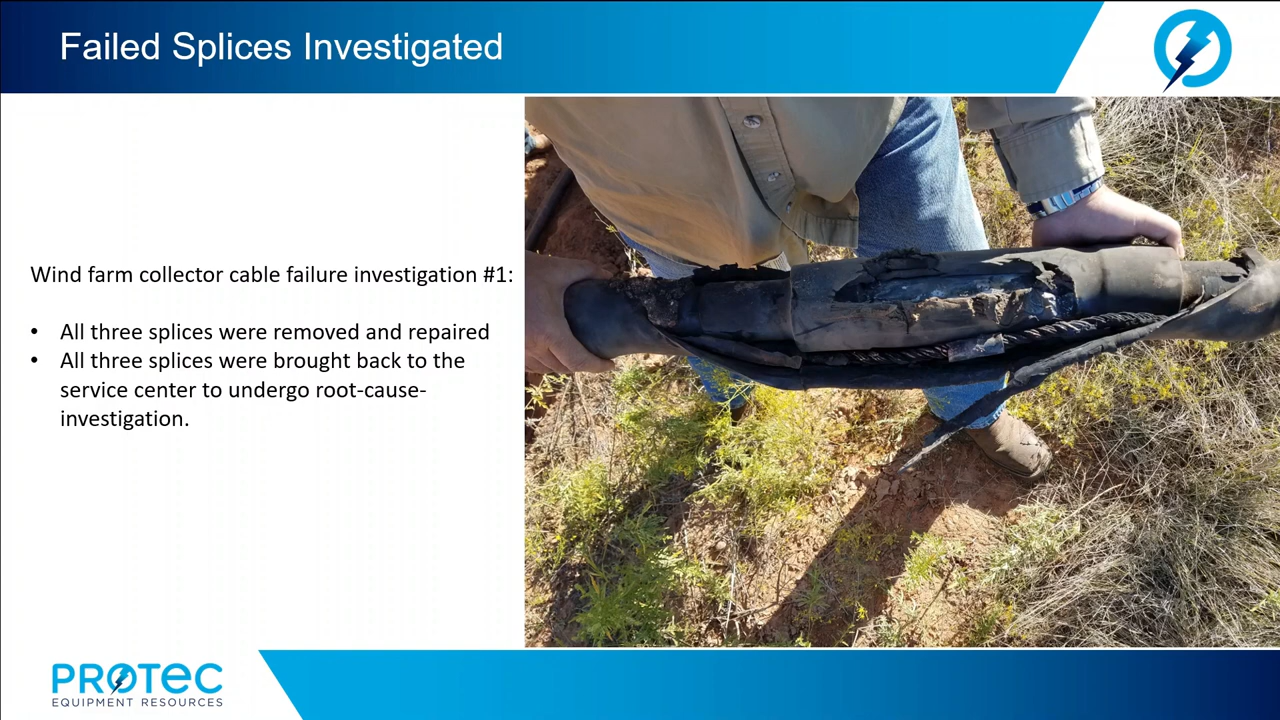 Failed Splices Investigated
Wind farm collector cable failure investigation #1:
• All three splices were removed and repaired
• All three splices were brought back to the
service center to undergo root-cause-
investigation.
PROTEC
EQUIPMENT RESOURCES